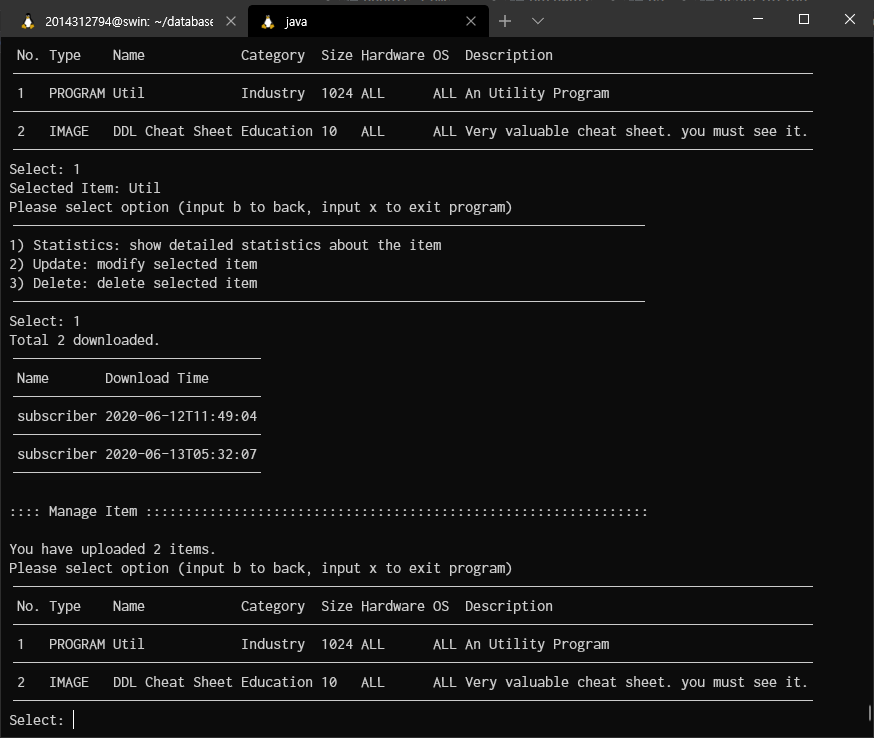 2014312794@swin: ~/database
java
No. Type Name Category Size Hardware OS Description
1 PROGRAM Util Industry 1024 ALL ALL An Utility Program
2 IMAGE DDL Cheat Sheet Education 10 ALL ALL Very valuable cheat sheet. you must see it.
Select: 1
Selected Item: Util
Please select option (input b to back, input x to exit program)
1) Statistics: show detailed statistics about the item
2) Update: modify selected item
3) Delete: delete selected item
Select: 1
Total 2 downloaded.
Name Download Time
subscriber 2020-06-12T11:49:04
subscriber 2020-06-13T05:32:07
:::: Manage Item :::::::::::::::::::::::::::::::::::::::::::::::::::::::::::::::
You have uploaded 2 items.
Please select option (input b to back, input x to exit program)
No. Type Name Category Size Hardware OS Description
1 PROGRAM Util Industry 1024 ALL ALL An Utility Program
2 IMAGE DDL Cheat Sheet Education 10 ALL ALL Very valuable cheat sheet. you must see it.
Select: